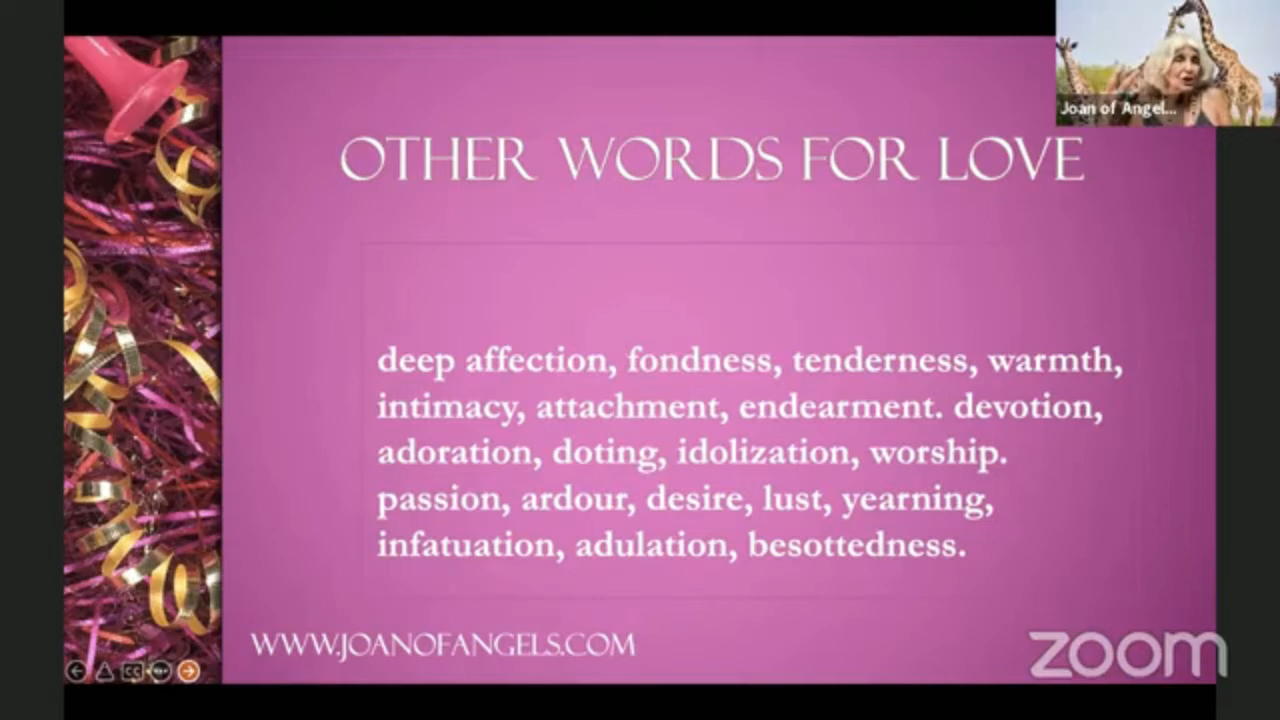 Joan of Angel...
OTHER WORDS FOR LOVE
deep affection, fondness, tenderness, warmth,
intimacy, attachment, endearment. devotion,
adoration, doting, idolization, worship.
passion, ardour, desire, lust, yearning,
infatuation, adulation, besottedness.
WWW.JOANOFANGELS.COM
zoom
CC